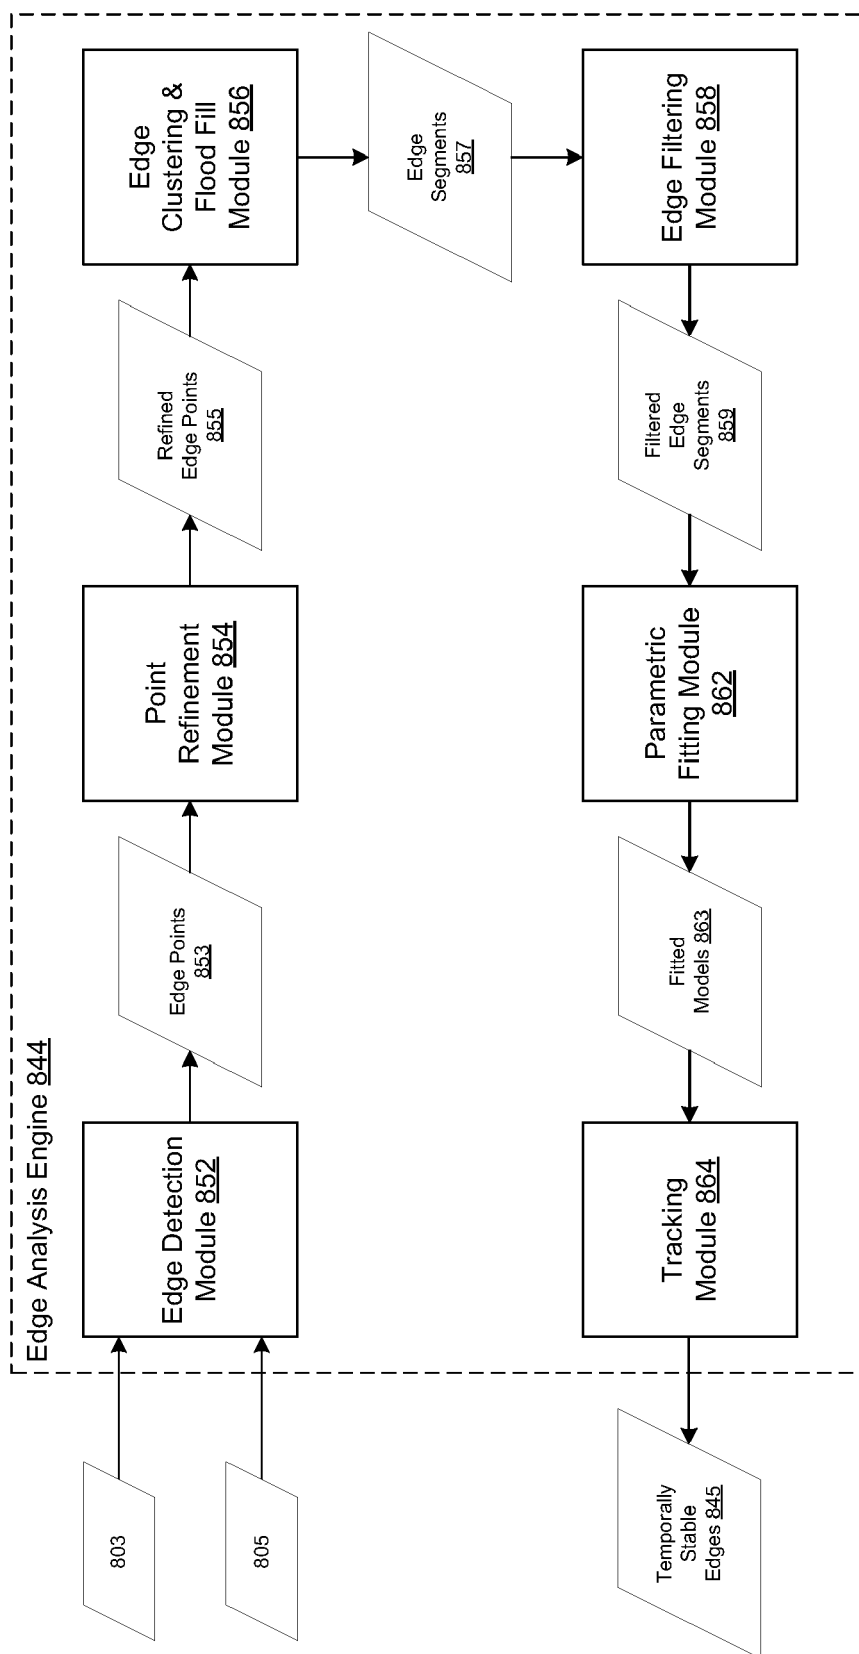 Edge Analysis Engine 844
803
805
Edge Detection
Module 852
Edge Points
853
Point
Refinement
Module 854
Refined
Edge Points
855
Edge
Clustering &
Flood Fill
Module 856
Edge
Segments
857
Edge Filtering
Module 858
Filtered
Edge
Segments
859
Parametric
Fitting Module
862
Fitted
Models 863
Tracking
Module 864
Temporally
Stable
Edges 845